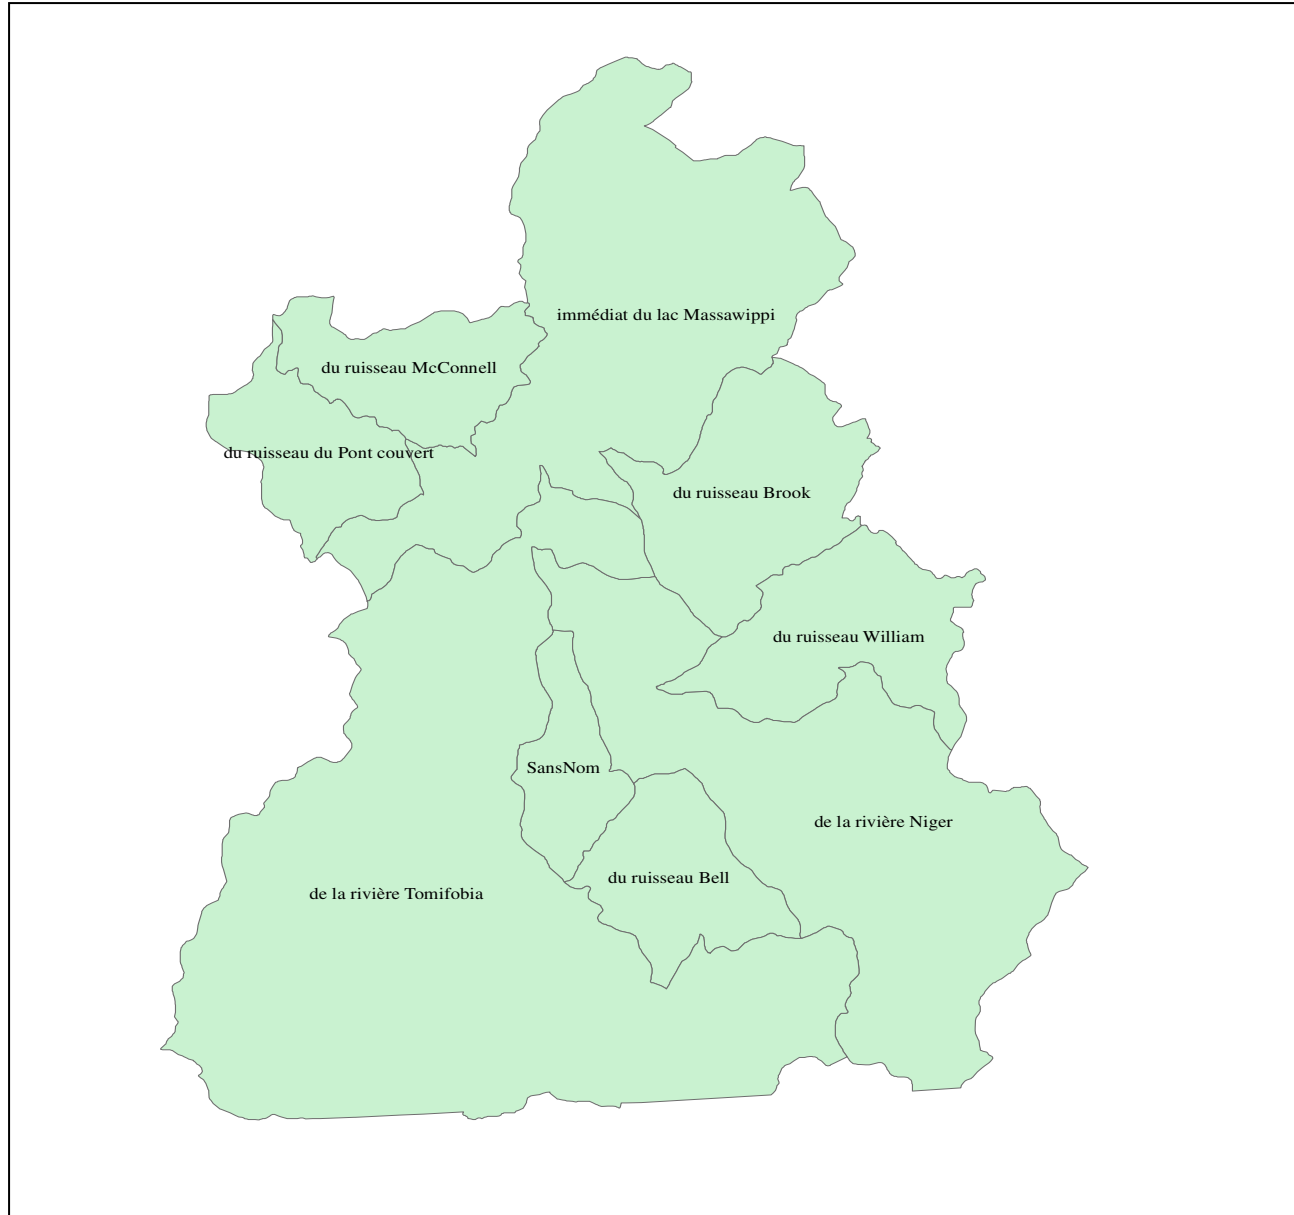 immédiat du lac Massawippi
du ruisseau McConnell
du ruisseau du Pont couvert
du ruisseau Brook
du ruisseau William
SansNom
de la rivière Niger
du ruisseau Bell
de la rivière Tomifobia